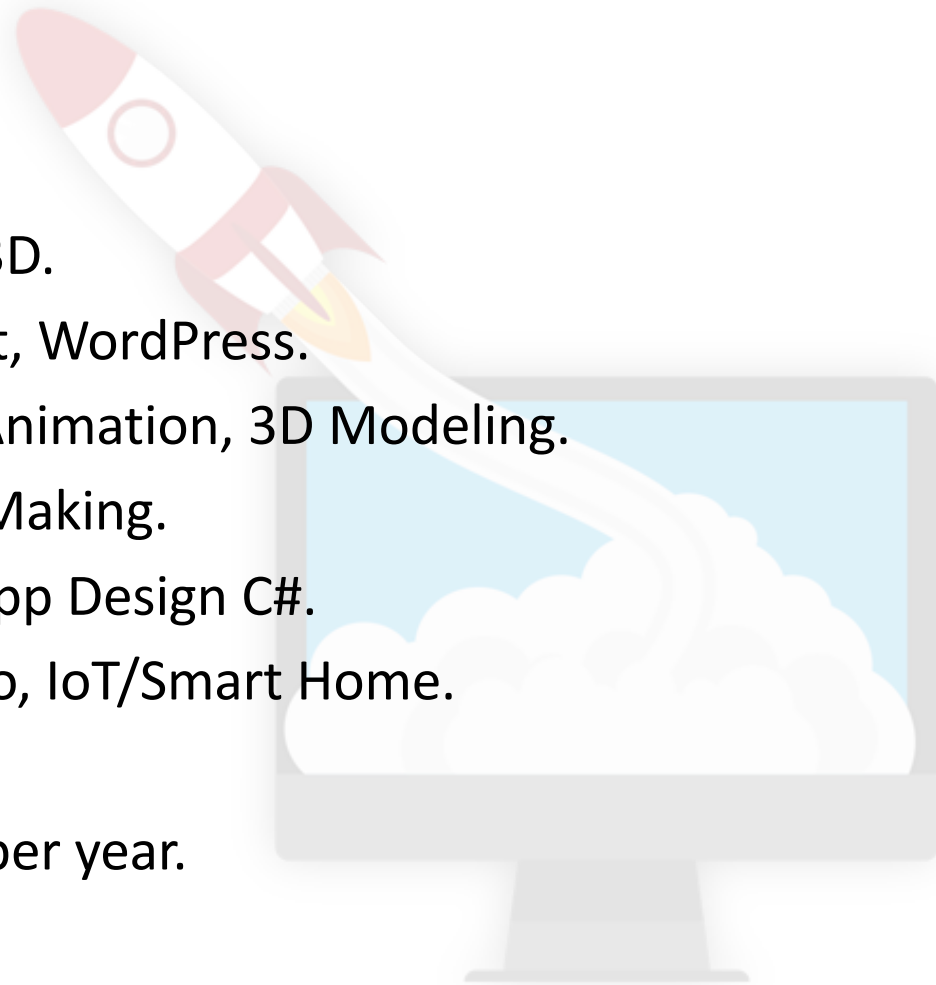 3D.
t, WordPress.
Animation, 3D Modeling.
Making.
pp Design C#.
o, IoT/Smart Home.
per year.